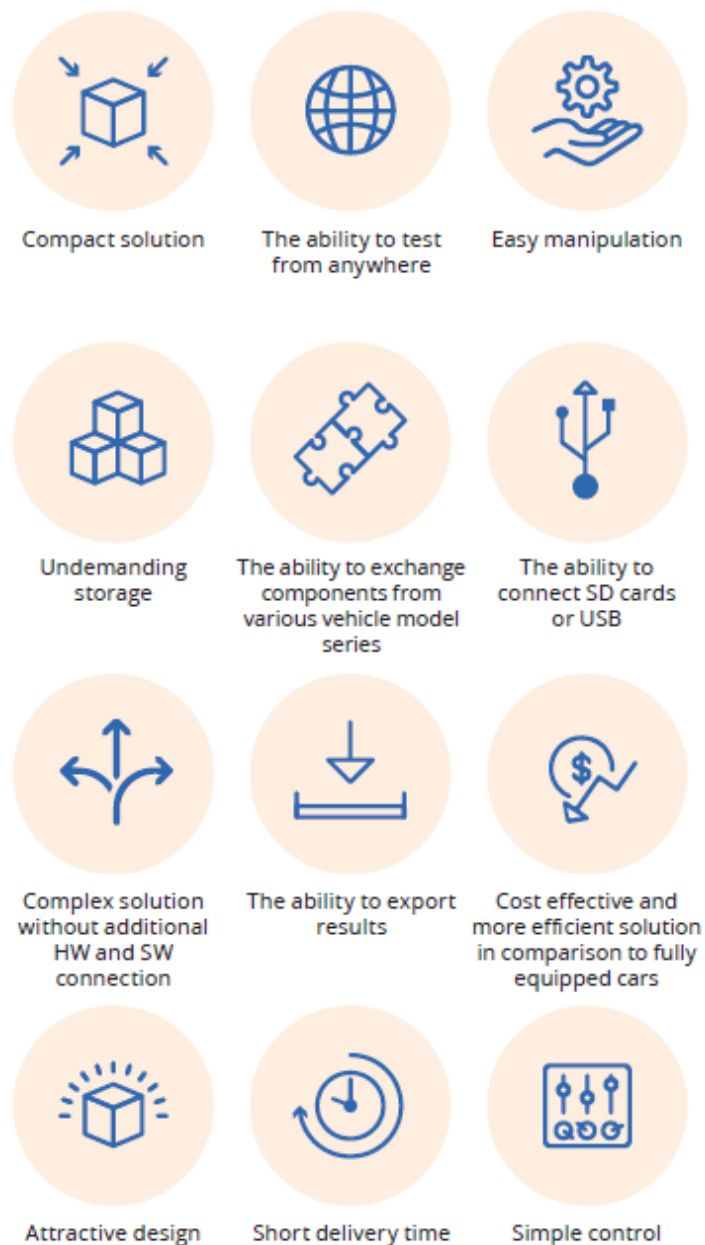 Compact solution
The ability to test
from anywhere
Easy manipulation
Undemanding
storage
The ability to exchange
components from
various vehicle model
series
The ability to
connect SD cards
or USB
Complex solution
without additional
HW and SW
connection
The ability to export
results
Cost effective and
more efficient solution
in comparison to fully
equipped cars
Attractive design
Short delivery time
Simple control